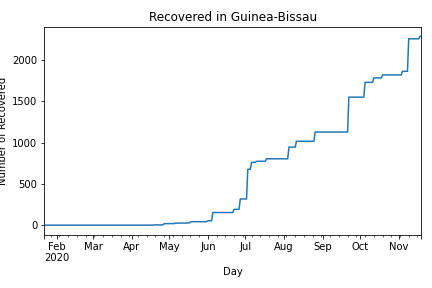 Recovered in Guinea-Bissau
Number of Recovered
2000
1500
1000
500
0
Feb Mar Apr May Jun Jul Aug Sep Oct Nov
2020
Day